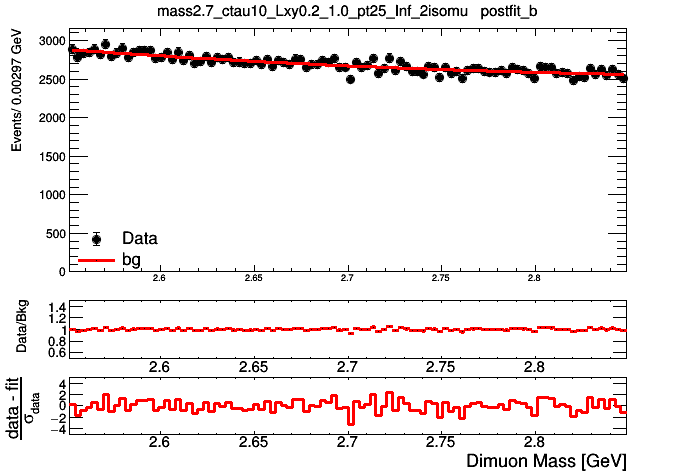 mass2.7_ctau10_Lxy0.2_1.0_pt25_Inf_2isomu postfit_b
Events/ 0.00297 GeV
3000
2500
2000
1500
1000
500
0
Data
bg
2.6 2.65 2.7 2.75 2.8
Data/Bkg
1.4
1.2
1
0.8
0.6
2.6 2.65 2.7 2.75 2.8
data - fit
σdata
4
2
0
−2
−4
2.6 2.65 2.7 2.75 2.8
Dimuon Mass [GeV]